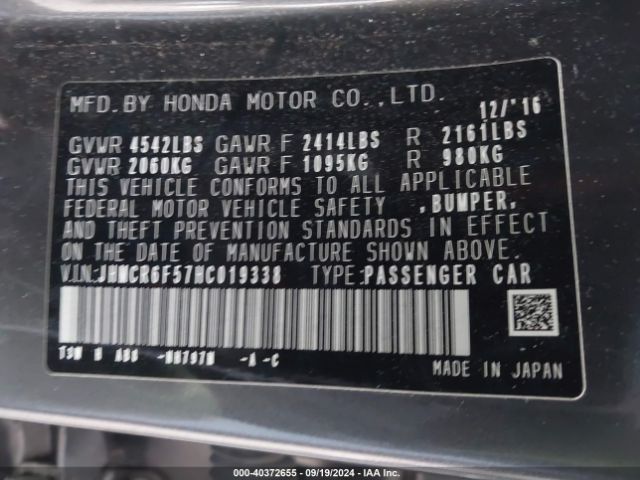 MFD. BY HONDA MOTOR CO.,LTD. 12/'16
GVWR 4542LBS GAWR F 2414LBS R 2161LBS
GVWR 2060KG GAWR F 1095KG R 980KG
THIS VEHICLE CONFORMS TO ALL APPLICABLE
FEDERAL MOTOR VEHICLE SAFETY ,BUMPER,
AND THEFT PREVENTION STANDARDS IN EFFECT
ON THE DATE OF MANUFACTURE SHOWN ABOVE.
V.I.N: JHMCR6F57HC019338 TYPE:PASSENGER CAR
-NH797M -A -C
MADE IN JAPAN
000-40372655 - 09/19/2024 - IAA Inc.